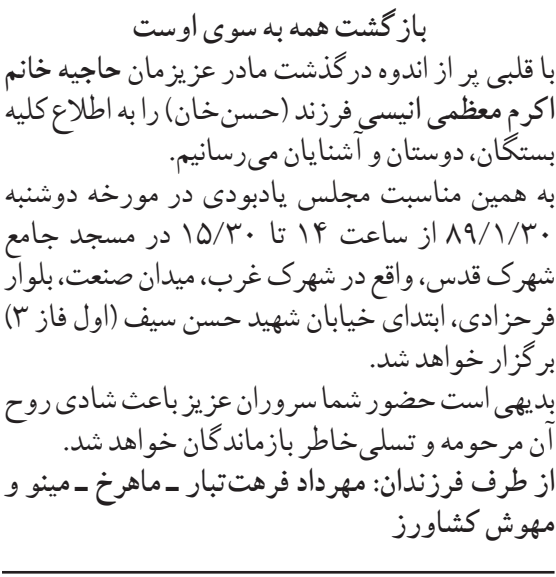 بازگشت همه به سوی اوست
با قلبی پر از اندوه درگذشت مادر عزیزمان حاجیه خانم
اکرم معظمی انیسی فرزند (حسن‌خان) را به اطلاع کلیه
بستگان، دوستان و آشنایان می‌رسانیم.
به همین مناسبت مجلس یادبودی در مورخه دوشنبه
۸۹/۱/۳۰ از ساعت ۱۴ تا ۱۵/۳۰ در مسجد جامع
شهرک قدس، واقع در شهرک غرب، میدان صنعت، بلوار
فرحزادی، ابتدای خیابان شهید حسن سیف (اول فاز ۳)
برگزار خواهد شد.
بدیهی است حضور شما سروران عزیز باعث شادی روح
آن مرحومه و تسلی‌خاطر بازماندگان خواهد شد.
از طرف فرزندان: مهرداد فرهت‌تبار ـ ماهرخ ـ مینو و
مهوش کشاورز